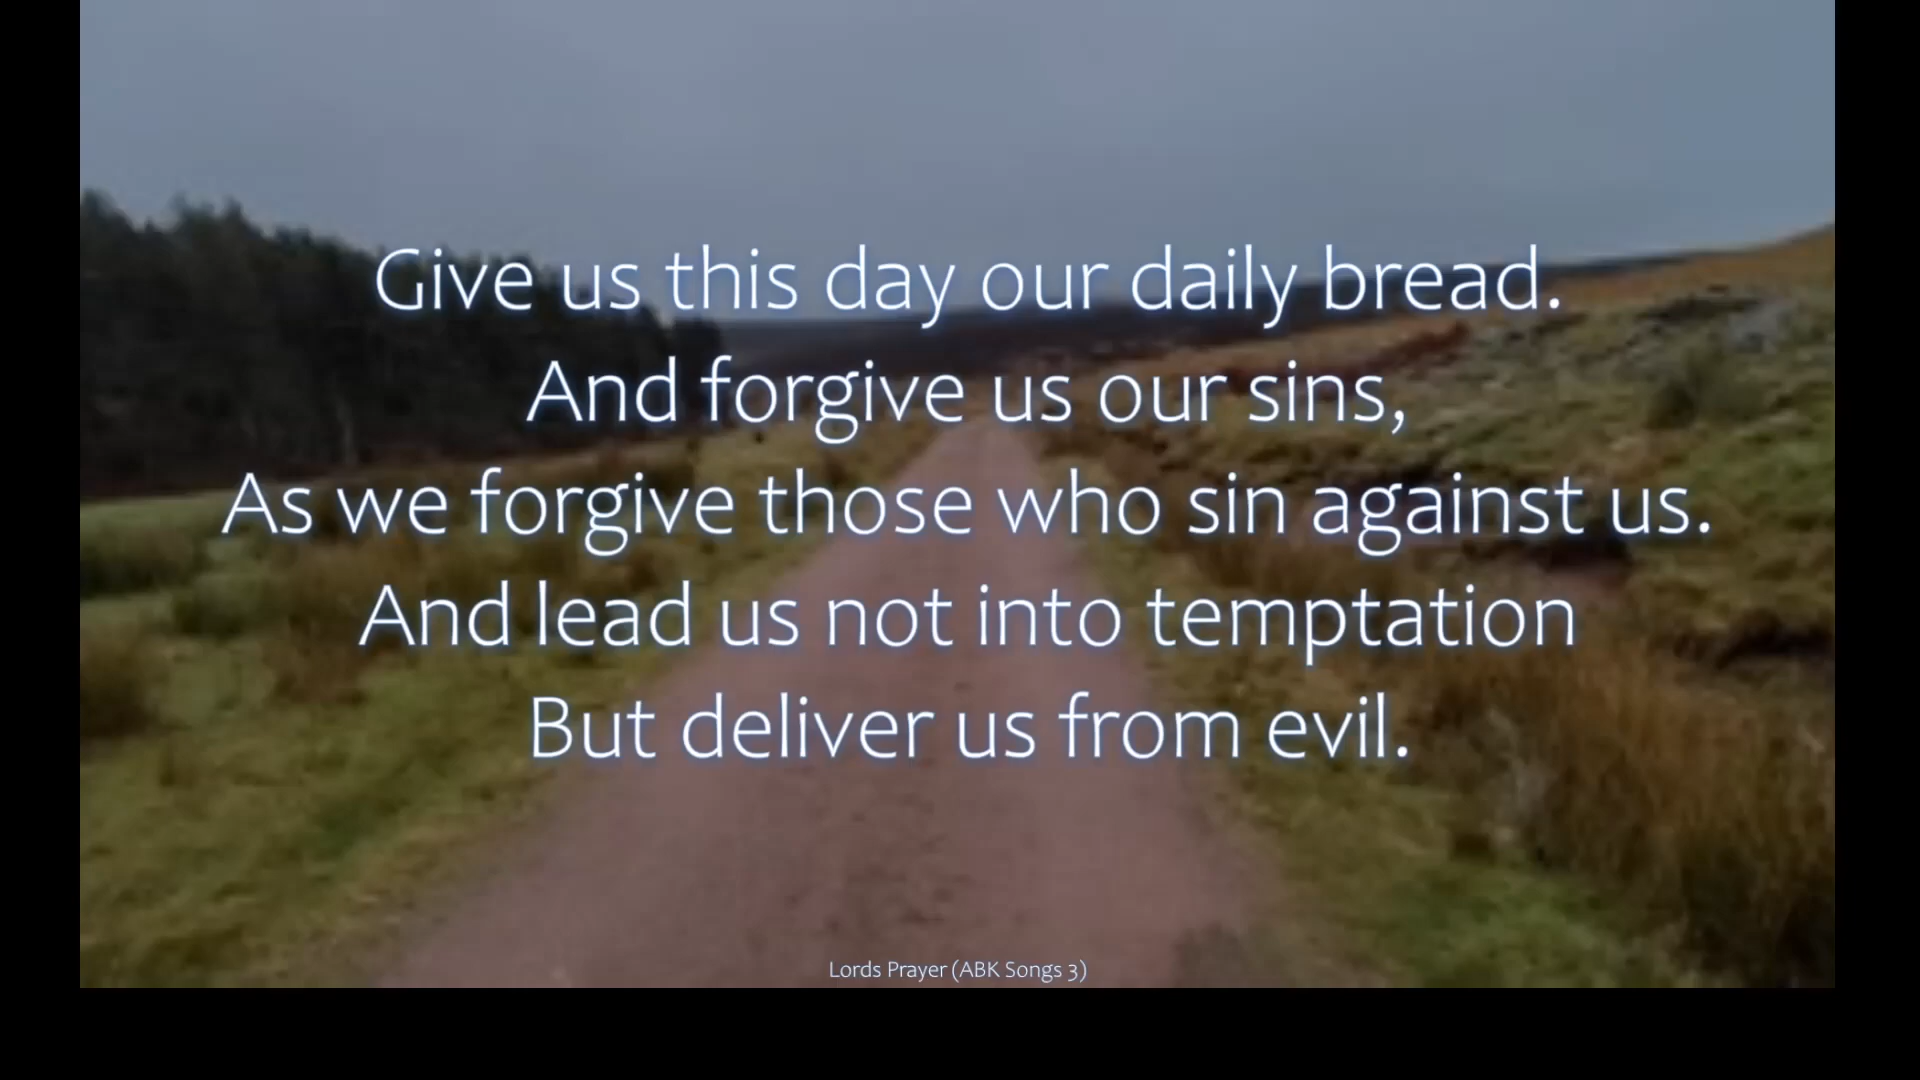 Give us this day our daily bread.
And forgive us our sins,
As we forgive those who sin against us.
And lead us not into temptation
But deliver us from evil.
Lords Prayer (ABK Songs 3)